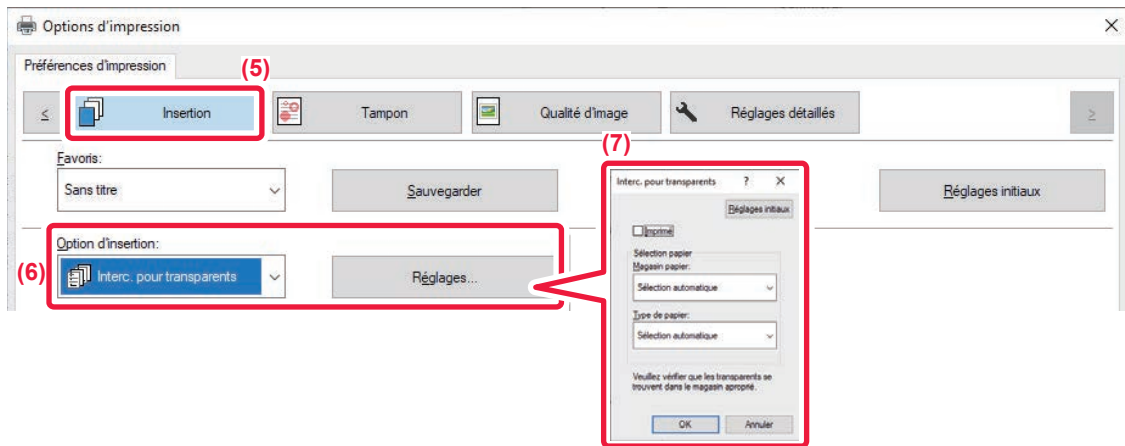 Options d'impression
Préférences d'impression
(5)
<
Insertion
Tampon
Qualité d'image
Réglages détaillés
>
(7)
Favoris:
Sans titre
Sauvegarder
Réglages initiaux
(6)
Option d'insertion:
Interc. pour transparents
Réglages...
Interc. pour transparents ?
Réglages initiaux
Imprimé
Sélection papier
Magasin papier:
Sélection automatique
Type de papier:
Sélection automatique
Veuillez vérifier que les transparents se
trouvent dans le magasin aproprié.
OK
Annuler